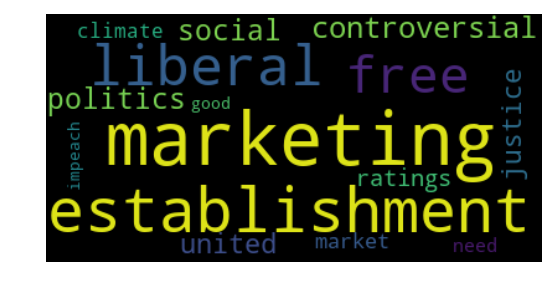 climate social controversial
liberal free
politics good
justice
impeach marketing
ratings
establishment
united market need